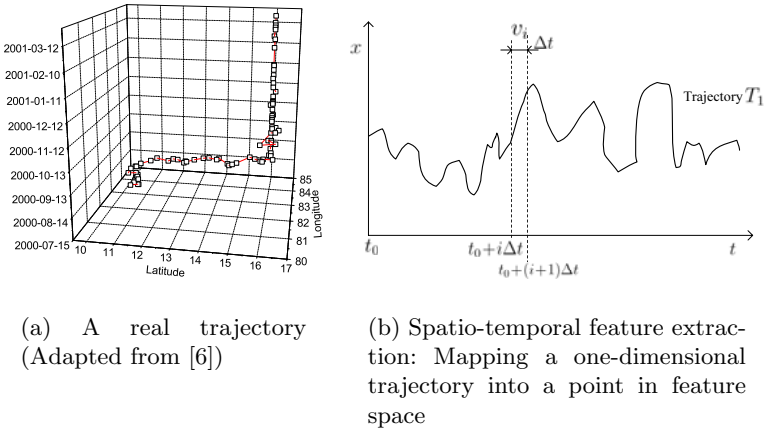 2001-03-12
2001-02-10
2001-01-11
2000-12-12
2000-11-12
2000-10-13
2000-09-13
2000-08-14
2000-07-15
10 11 12 13 14 15 16 17
Latitude
85
84
83
82
81
80
Longitude
x
v_i
Δt
Trajectory T_1
t_0
t_0+iΔt
t
t_0+(i+1)Δt
(a) A real trajectory
(Adapted from [6])
(b) Spatio-temporal feature extrac-
tion: Mapping a one-dimensional
trajectory into a point in feature
space